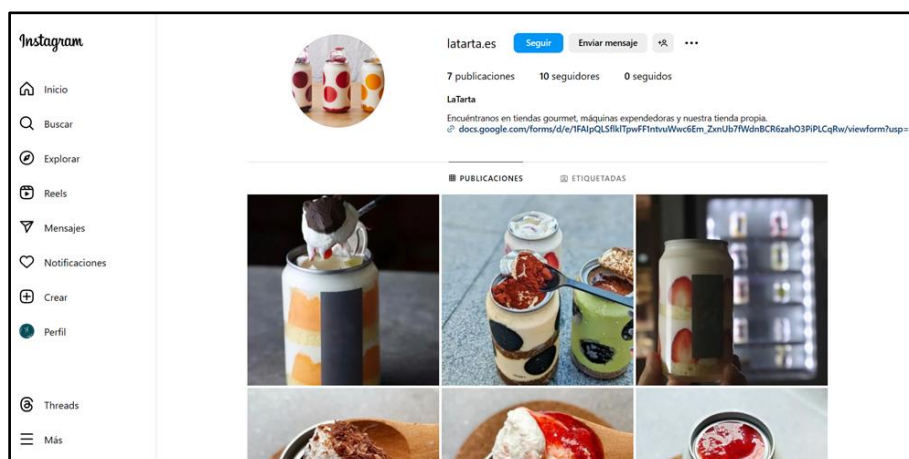 Instagram
Inicio
Buscar
Explorar
Reels
Mensajes
Notificaciones
Crear
Perfil
Threads
Más
latarta.es Seguir Enviar mensaje
7 publicaciones 10 seguidores 0 seguidos
LaTarta
Encuéntranos en tiendas gourmet, máquinas expendedoras y nuestra tienda propia.
docs.google.com/forms/d/e/1FAIpQLSflklTpwFF1ntvuWwc6Em_ZxnUb7fWdnBCR6zahO3PiPLCqRw/viewform?usp=
PUBLICACIONES ETIQUETADAS